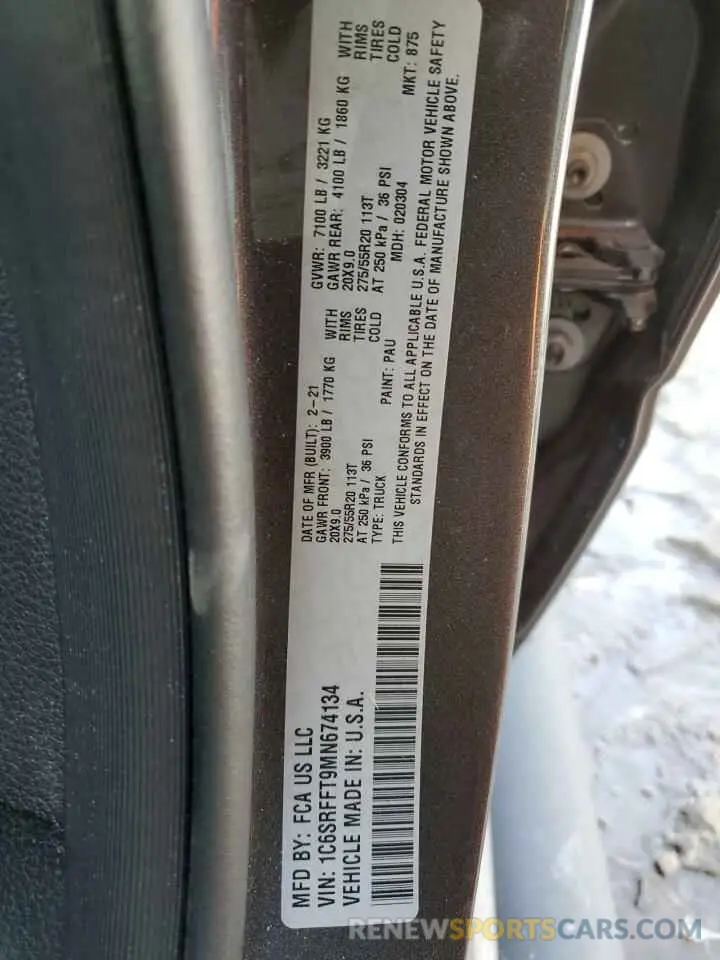 MFD BY: FCA US LLC
VIN: 1C6SRFFT9MN674134
VEHICLE MADE IN: U.S.A.
DATE OF MFR (BUILT): 2-21
GAWR FRONT: 3900 LB / 1770 KG WITH
20X9.0 RIMS
275/55R20 113T TIRES
AT 250 kPa / 36 PSI COLD
TYPE: TRUCK PAINT: PAU
GVWR: 7100 LB / 3221 KG
GAWR REAR: 4100 LB / 1860 KG WITH
20X9.0 RIMS
275/55R20 113T TIRES
AT 250 kPa / 36 PSI COLD
MDH: 020304 MKT: 875
THIS VEHICLE CONFORMS TO ALL APPLICABLE U.S.A. FEDERAL MOTOR VEHICLE SAFETY
STANDARDS IN EFFECT ON THE DATE OF MANUFACTURE SHOWN ABOVE.
RENEWSPORTSCARS.COM